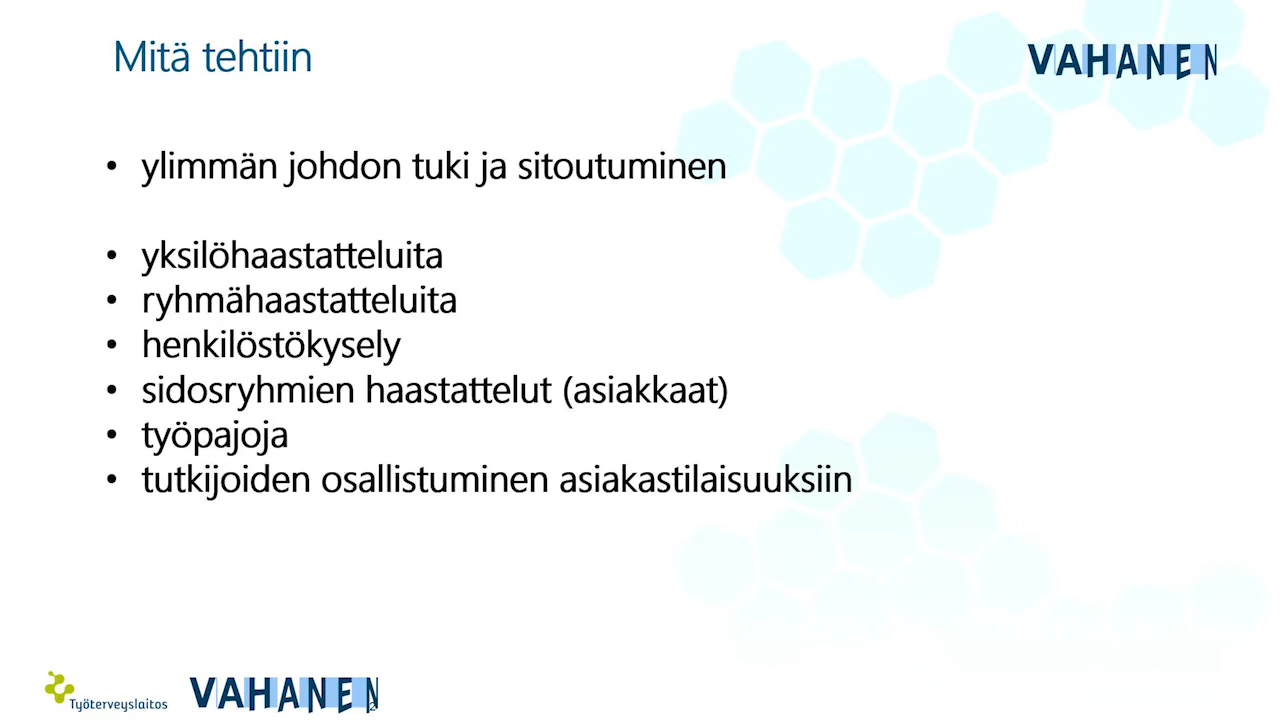 Mitä tehtiin
VAHANEN
• ylimmän johdon tuki ja sitoutuminen
• yksilöhaastatteluita
• ryhmähaastatteluita
• henkilöstökysely
• sidosryhmien haastattelut (asiakkaat)
• työpajoja
• tutkijoiden osallistuminen asiakastilaisuuksiin
Työterveyslaitos
VAHANEN
2